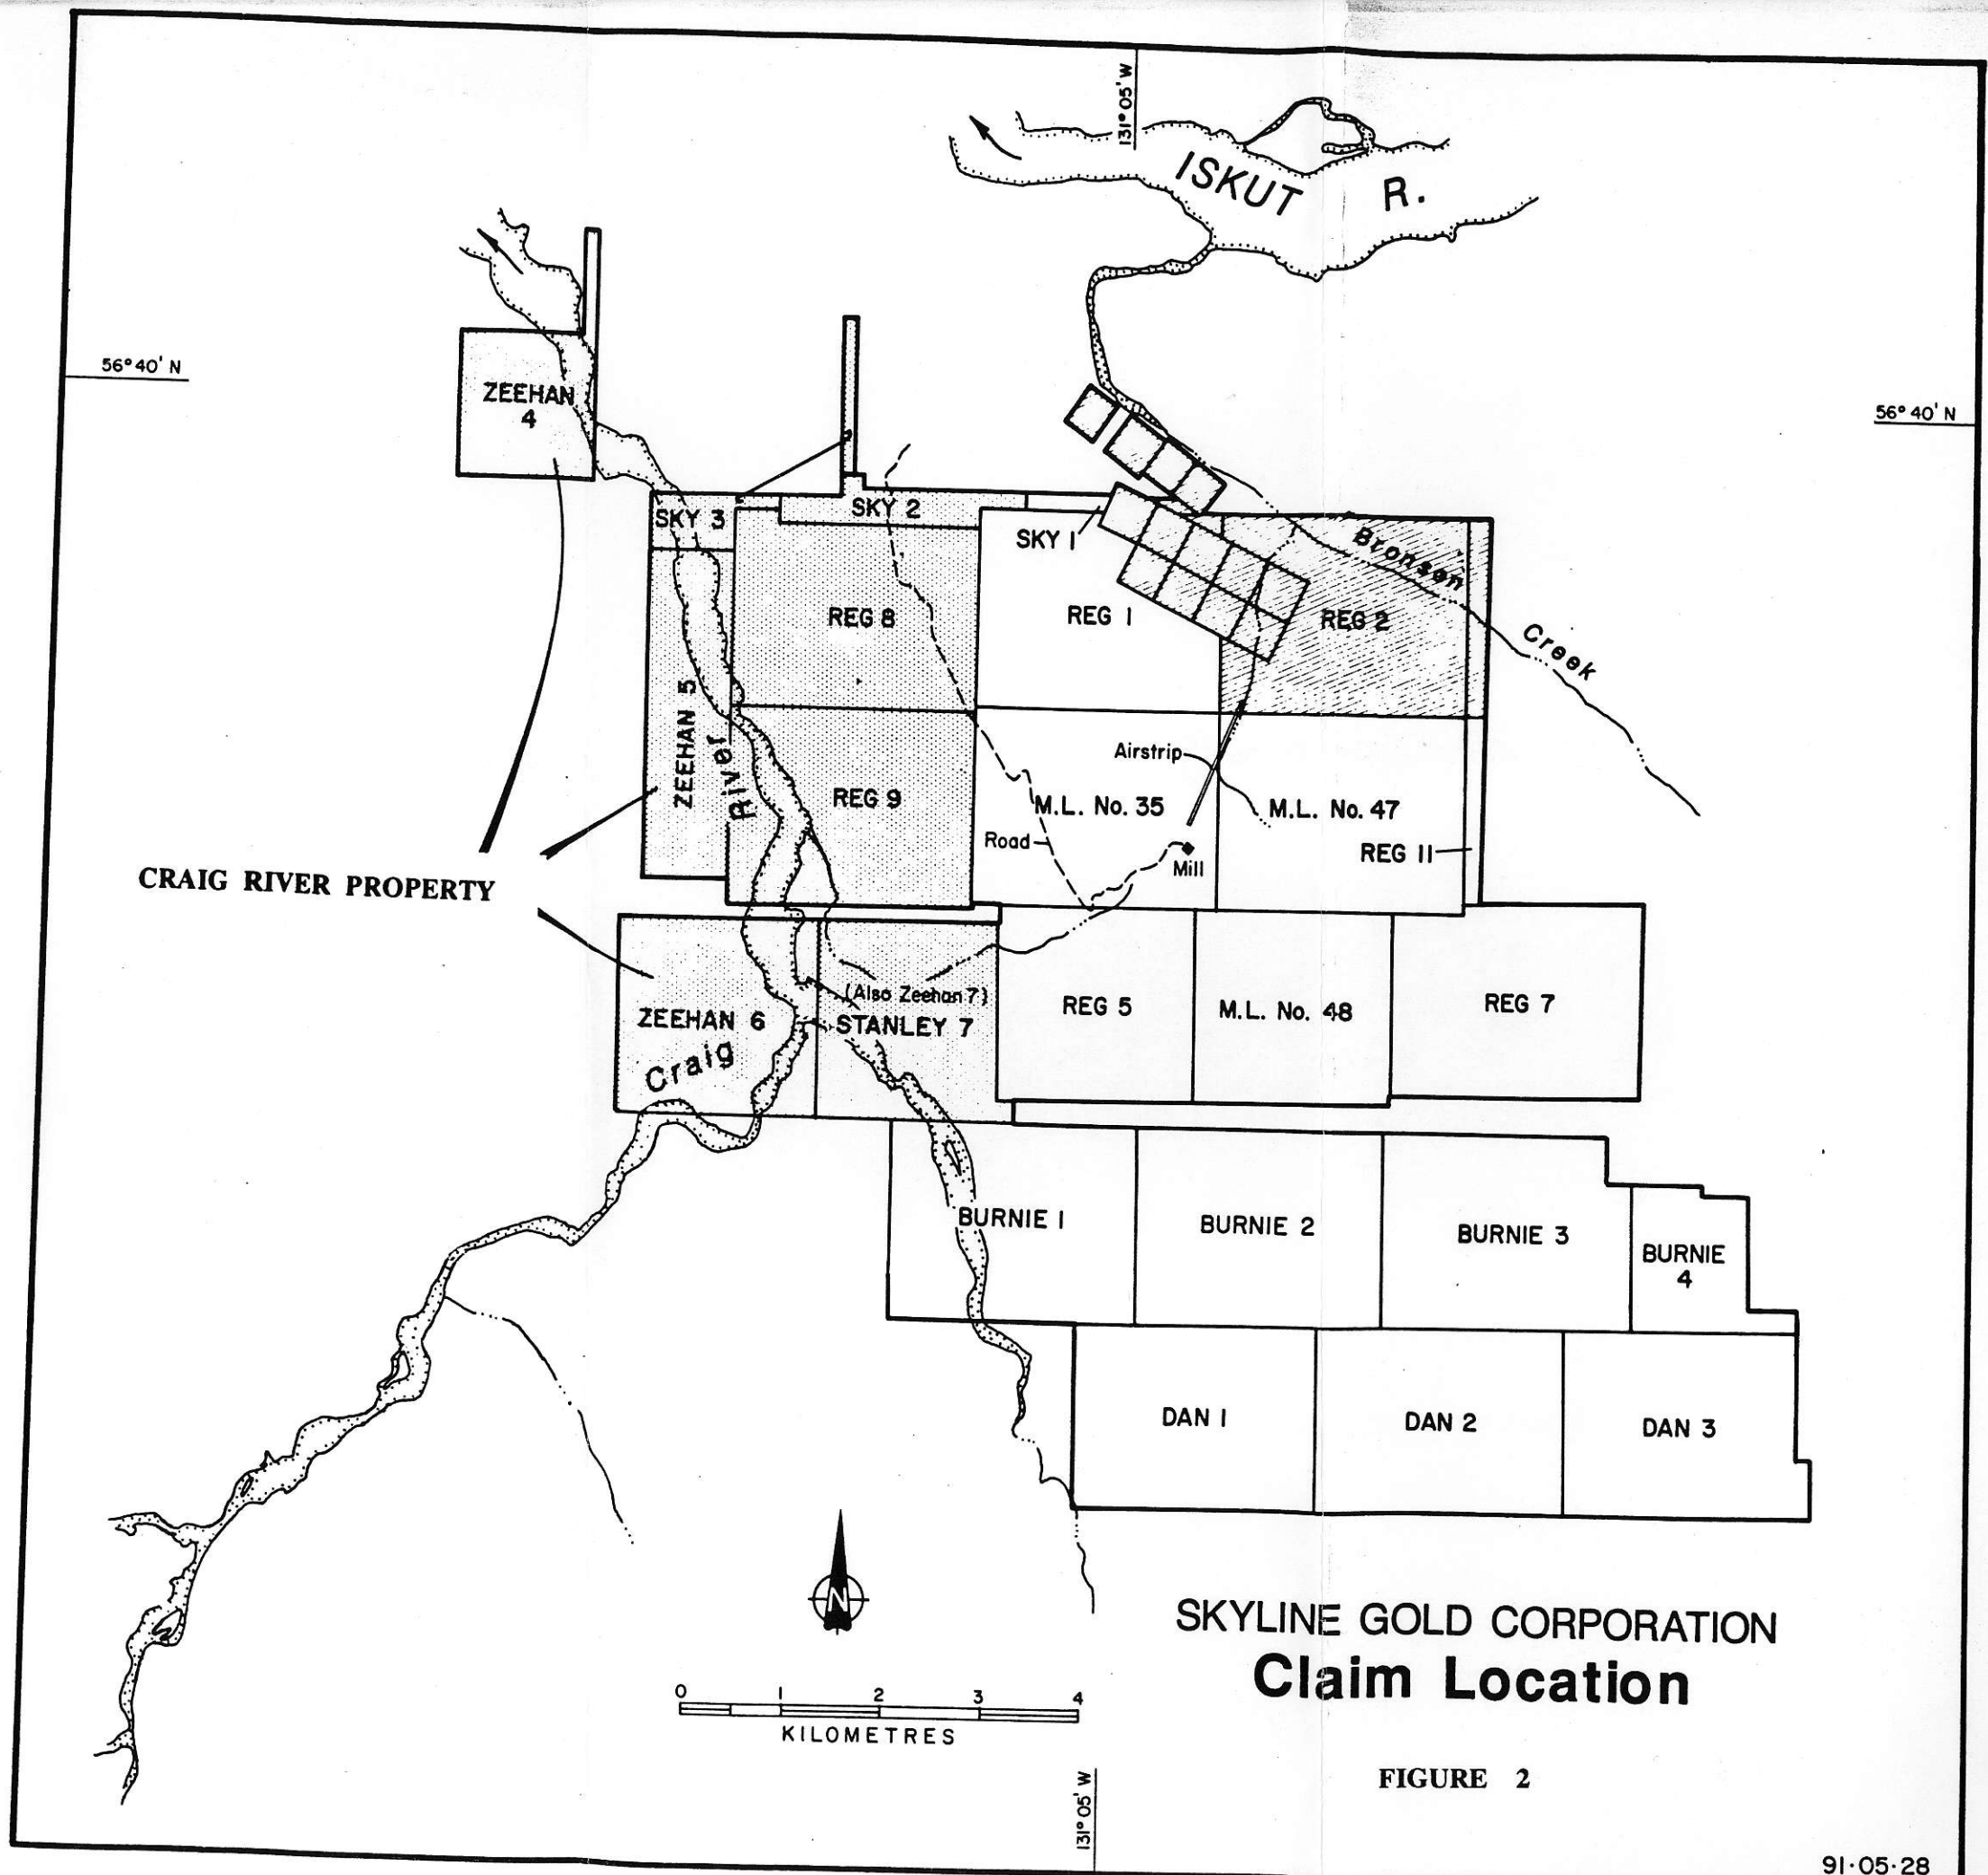 131° 05' W
ISKUT R.
56° 40' N
56° 40' N
ZEEHAN
4
SKY 3
SKY 2
SKY 1
Bronson
Creek
REG 8
REG 1
REG 2
ZEEHAN 5
River
REG 9
Airstrip
M.L. No. 35
M.L. No. 47
Road
Mill
REG 11
CRAIG RIVER PROPERTY
(Also Zeehan 7)
ZEEHAN 6
STANLEY 7
Craig
REG 5
M.L. No. 48
REG 7
BURNIE 1
BURNIE 2
BURNIE 3
BURNIE
4
DAN 1
DAN 2
DAN 3
N
SKYLINE GOLD CORPORATION
Claim Location
0 1 2 3 4
KILOMETRES
FIGURE 2
131° 05' W
91·05·28